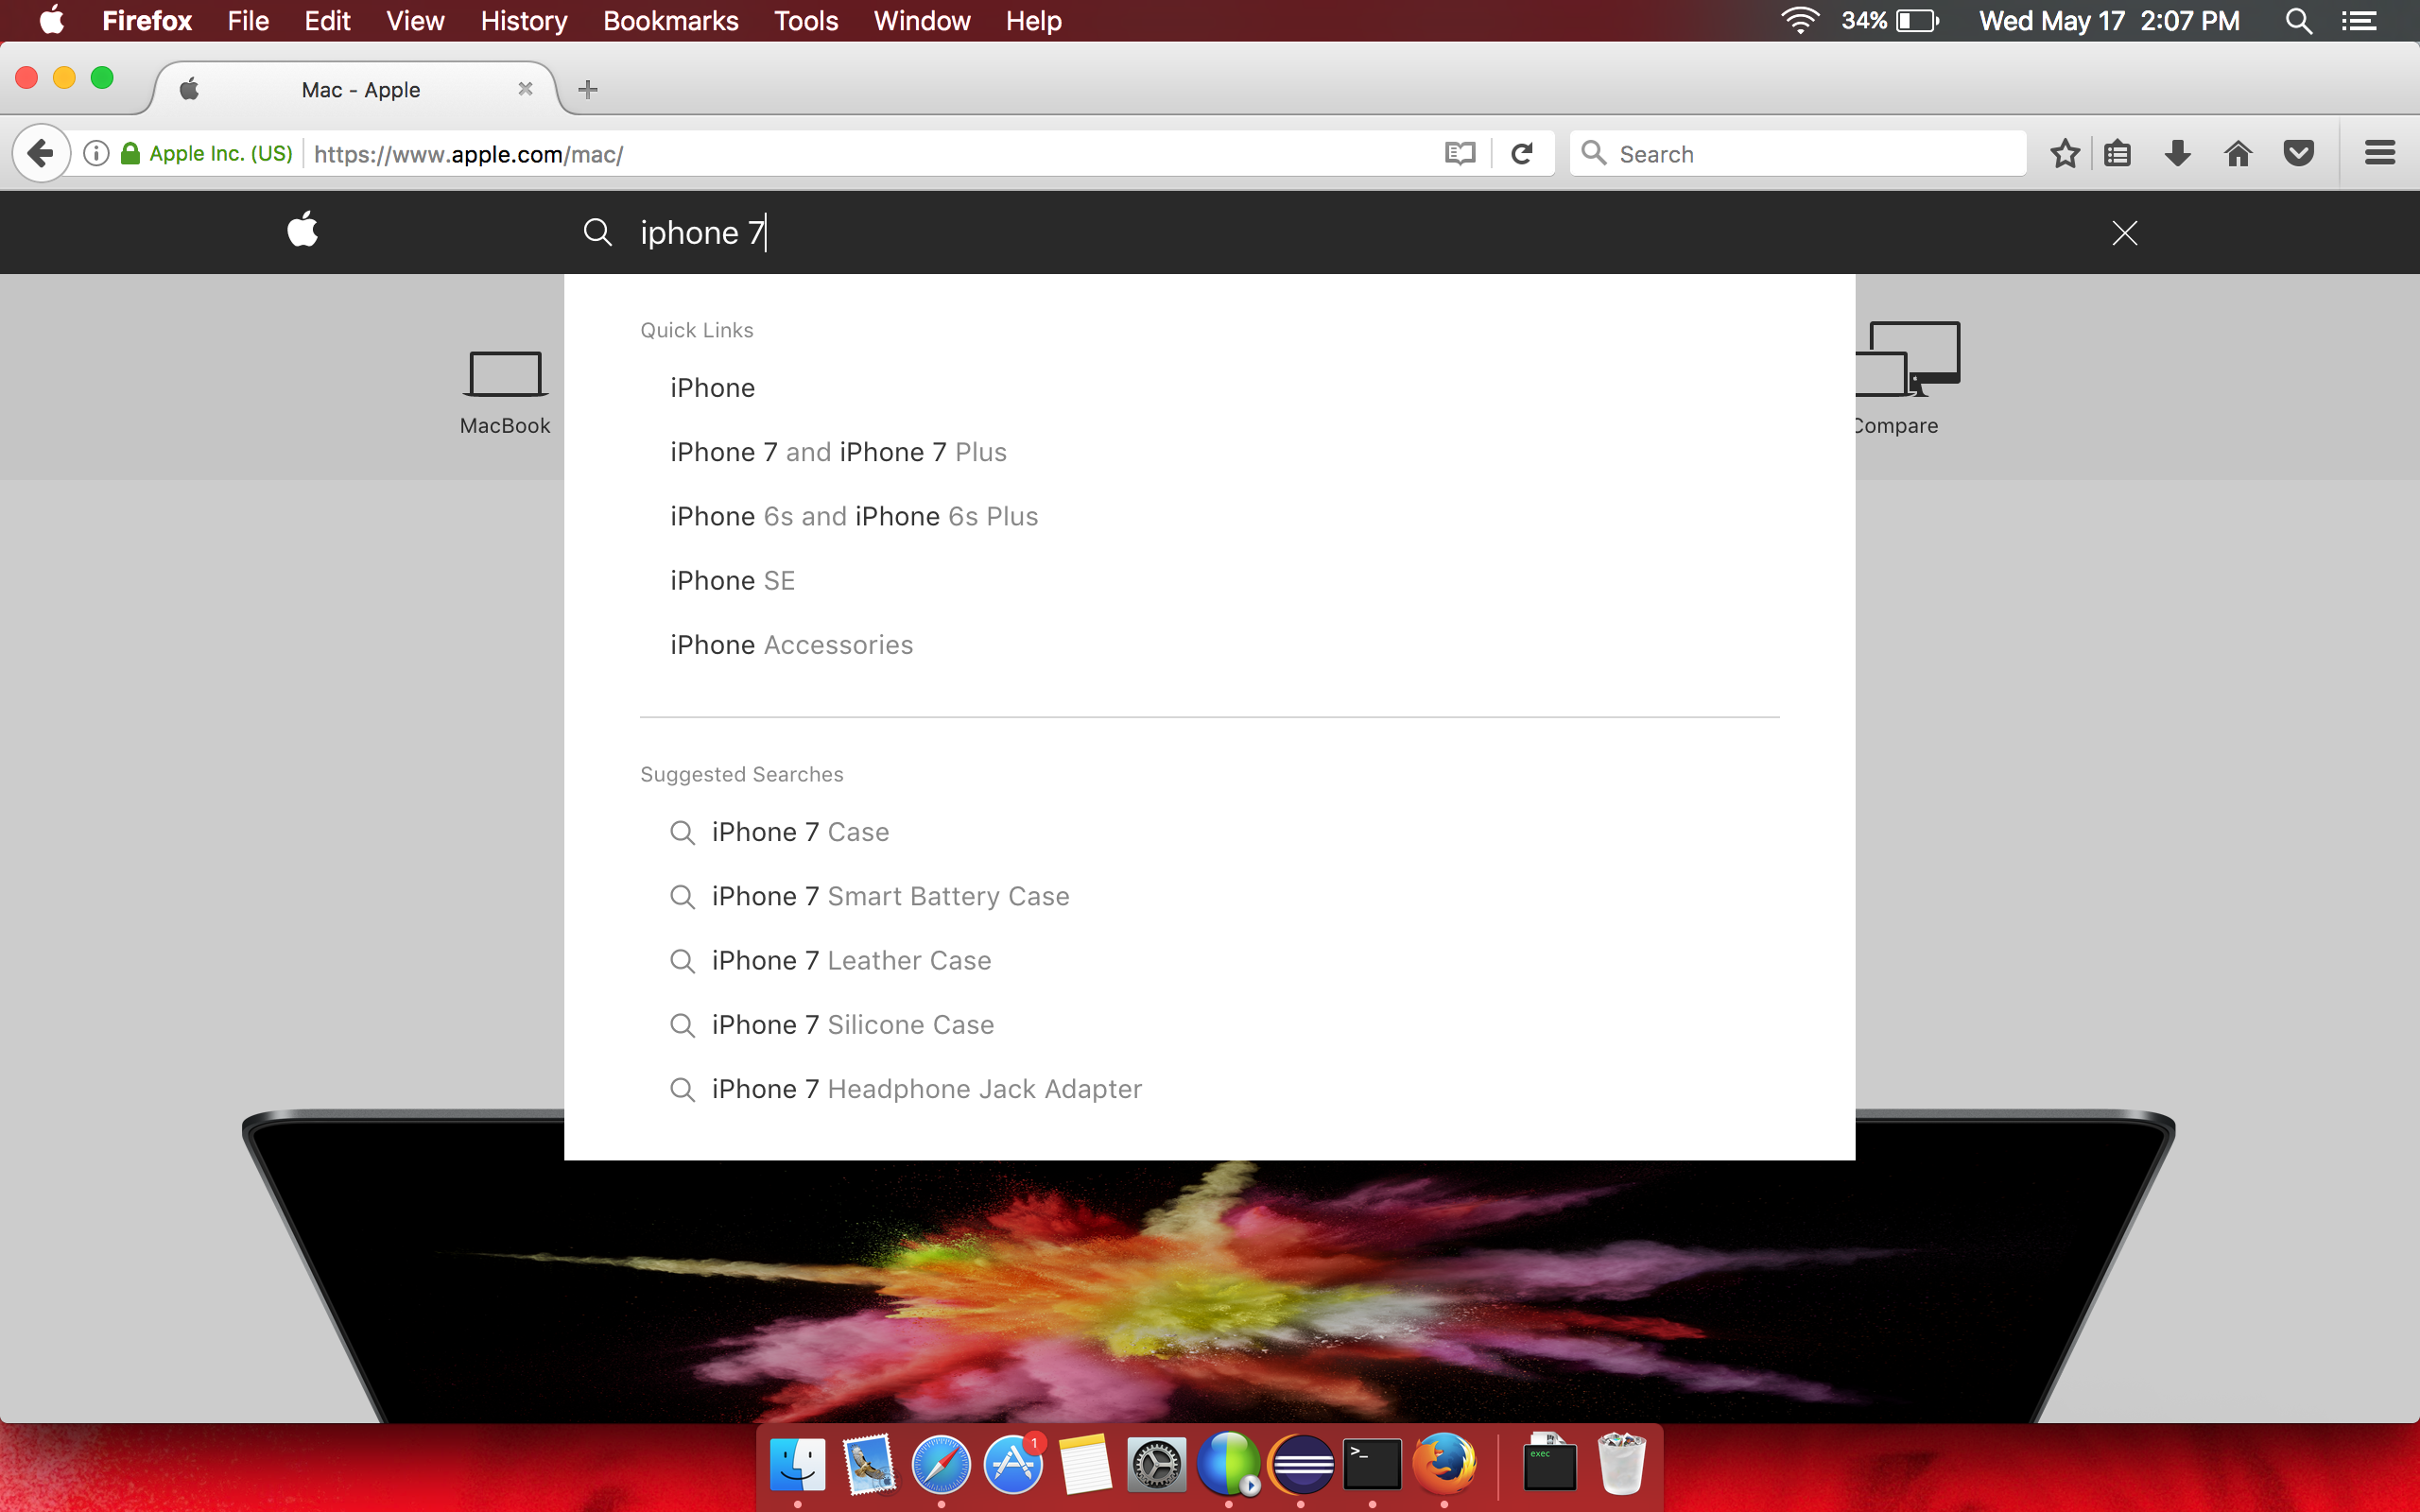 Firefox File Edit View History Bookmarks Tools Window Help 34% Wed May 17 2:07 PM
Mac - Apple
Apple Inc. (US) https://www.apple.com/mac/ Search
iphone 7
Quick Links
iPhone
iPhone 7 and iPhone 7 Plus
iPhone 6s and iPhone 6s Plus
iPhone SE
iPhone Accessories
MacBook
Compare
Suggested Searches
iPhone 7 Case
iPhone 7 Smart Battery Case
iPhone 7 Leather Case
iPhone 7 Silicone Case
iPhone 7 Headphone Jack Adapter
1
>_
exec